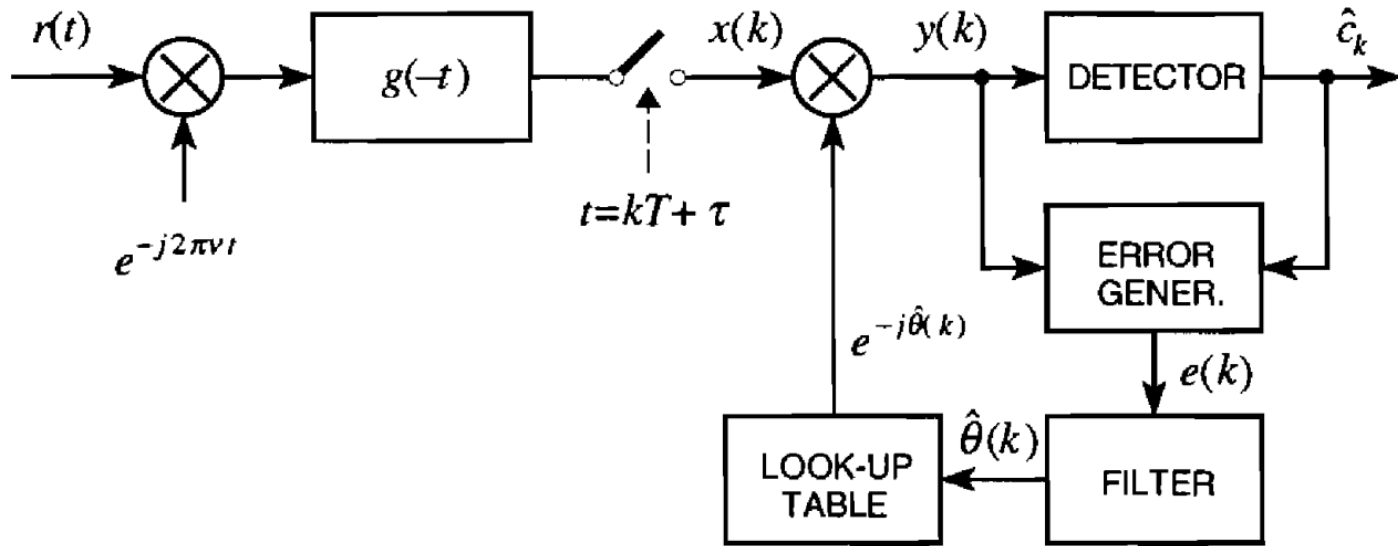 r(t)
g(−t)
x(k)
y(k)
DETECTOR
ĉ_k
t=kT+ τ
e^{−j2πνt}
ERROR
GENER.
e^{−jθ̂(k)}
e(k)
LOOK-UP
TABLE
θ̂(k)
FILTER